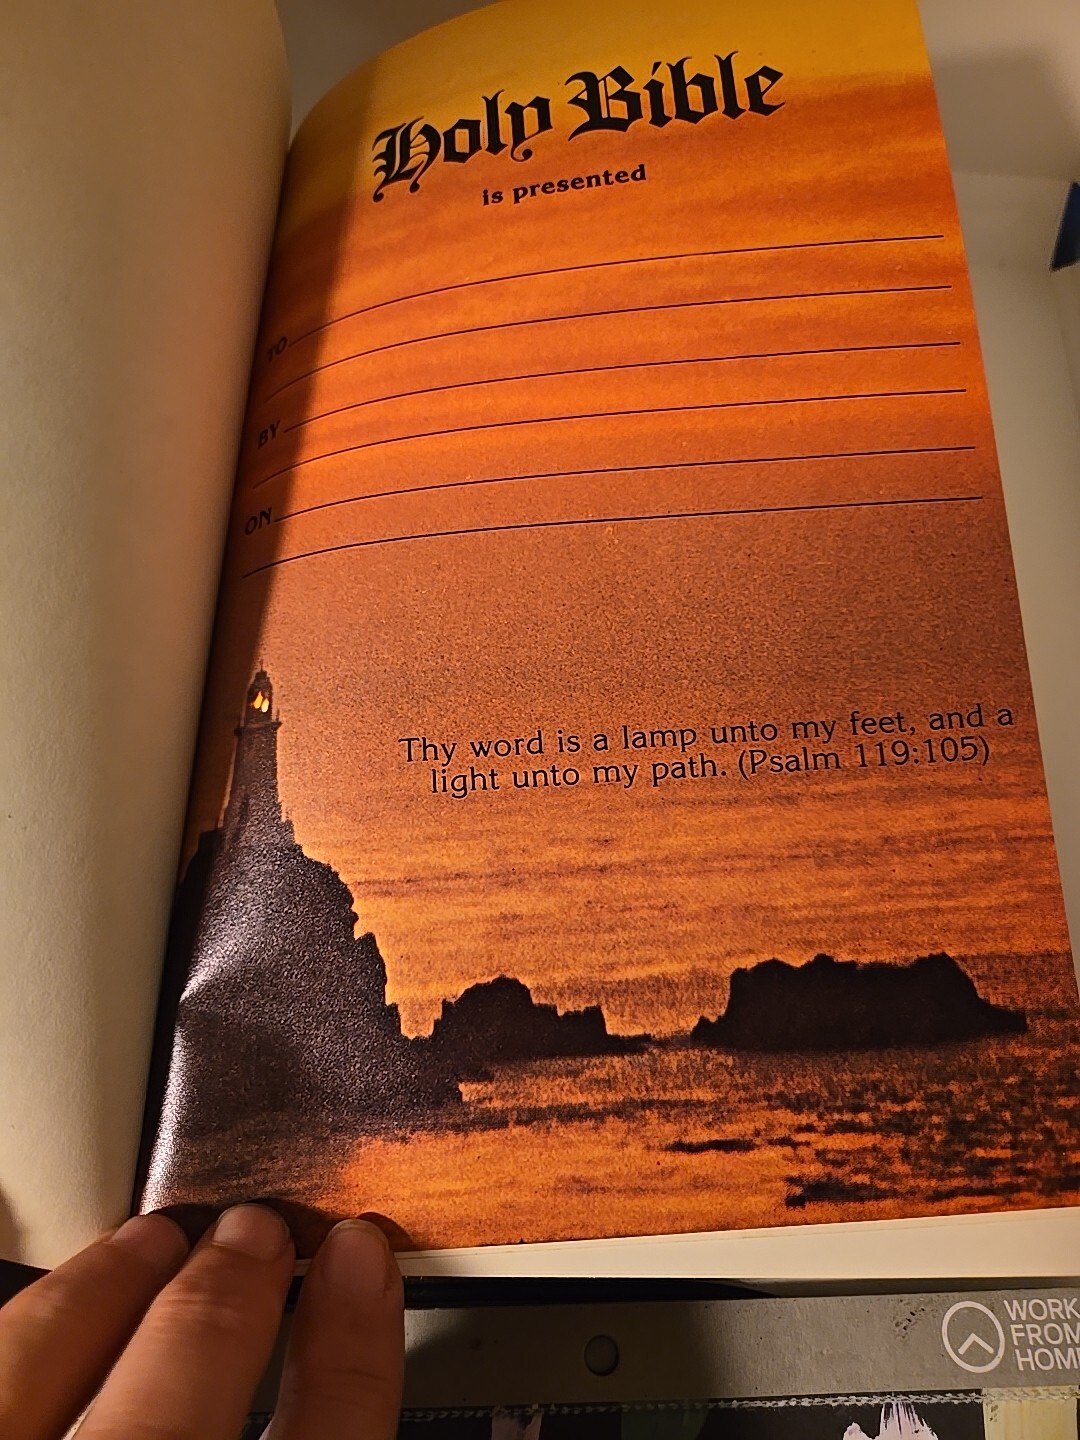 Holy Bible
is presented
TO
BY
ON
Thy word is a lamp unto my feet, and a
light unto my path. (Psalm 119:105)
WORK
FROM
HOME